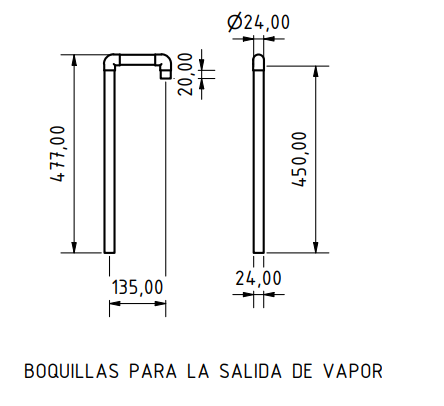 Ø24,00
20,00
477,00
450,00
135,00
24,00
BOQUILLAS PARA LA SALIDA DE VAPOR